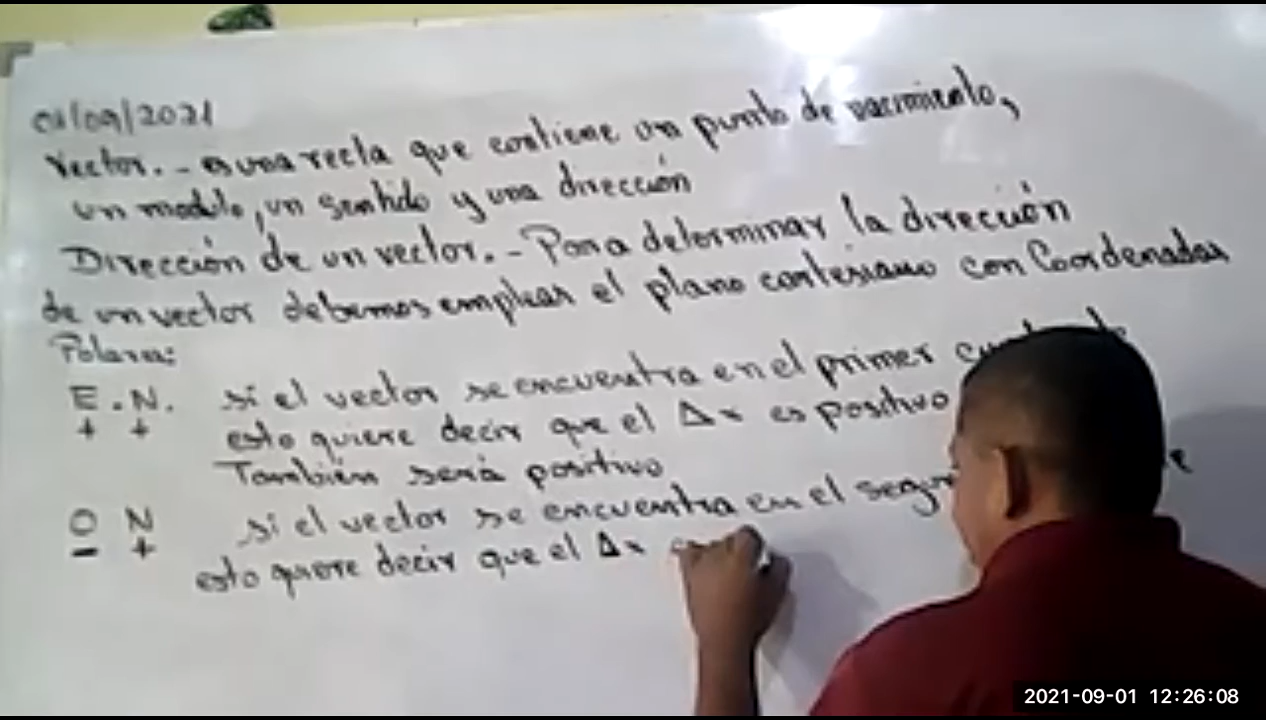 01/09/2021
Vector. - es una recta que contiene un punto de nacimiento,
un modulo, un sentido y una dirección
Dirección de un vector. - Para determinar la dirección
de un vector debemos emplear el plano cartesiano con Coordenadas
Polares:
E . N. si el vector se encuentra en el primer
+ + esto quiere decir que el Δx es positivo
También será positivo
O N si el vector se encuentra en el
- + esto quiere decir que el Δx
2021-09-01 12:26:08